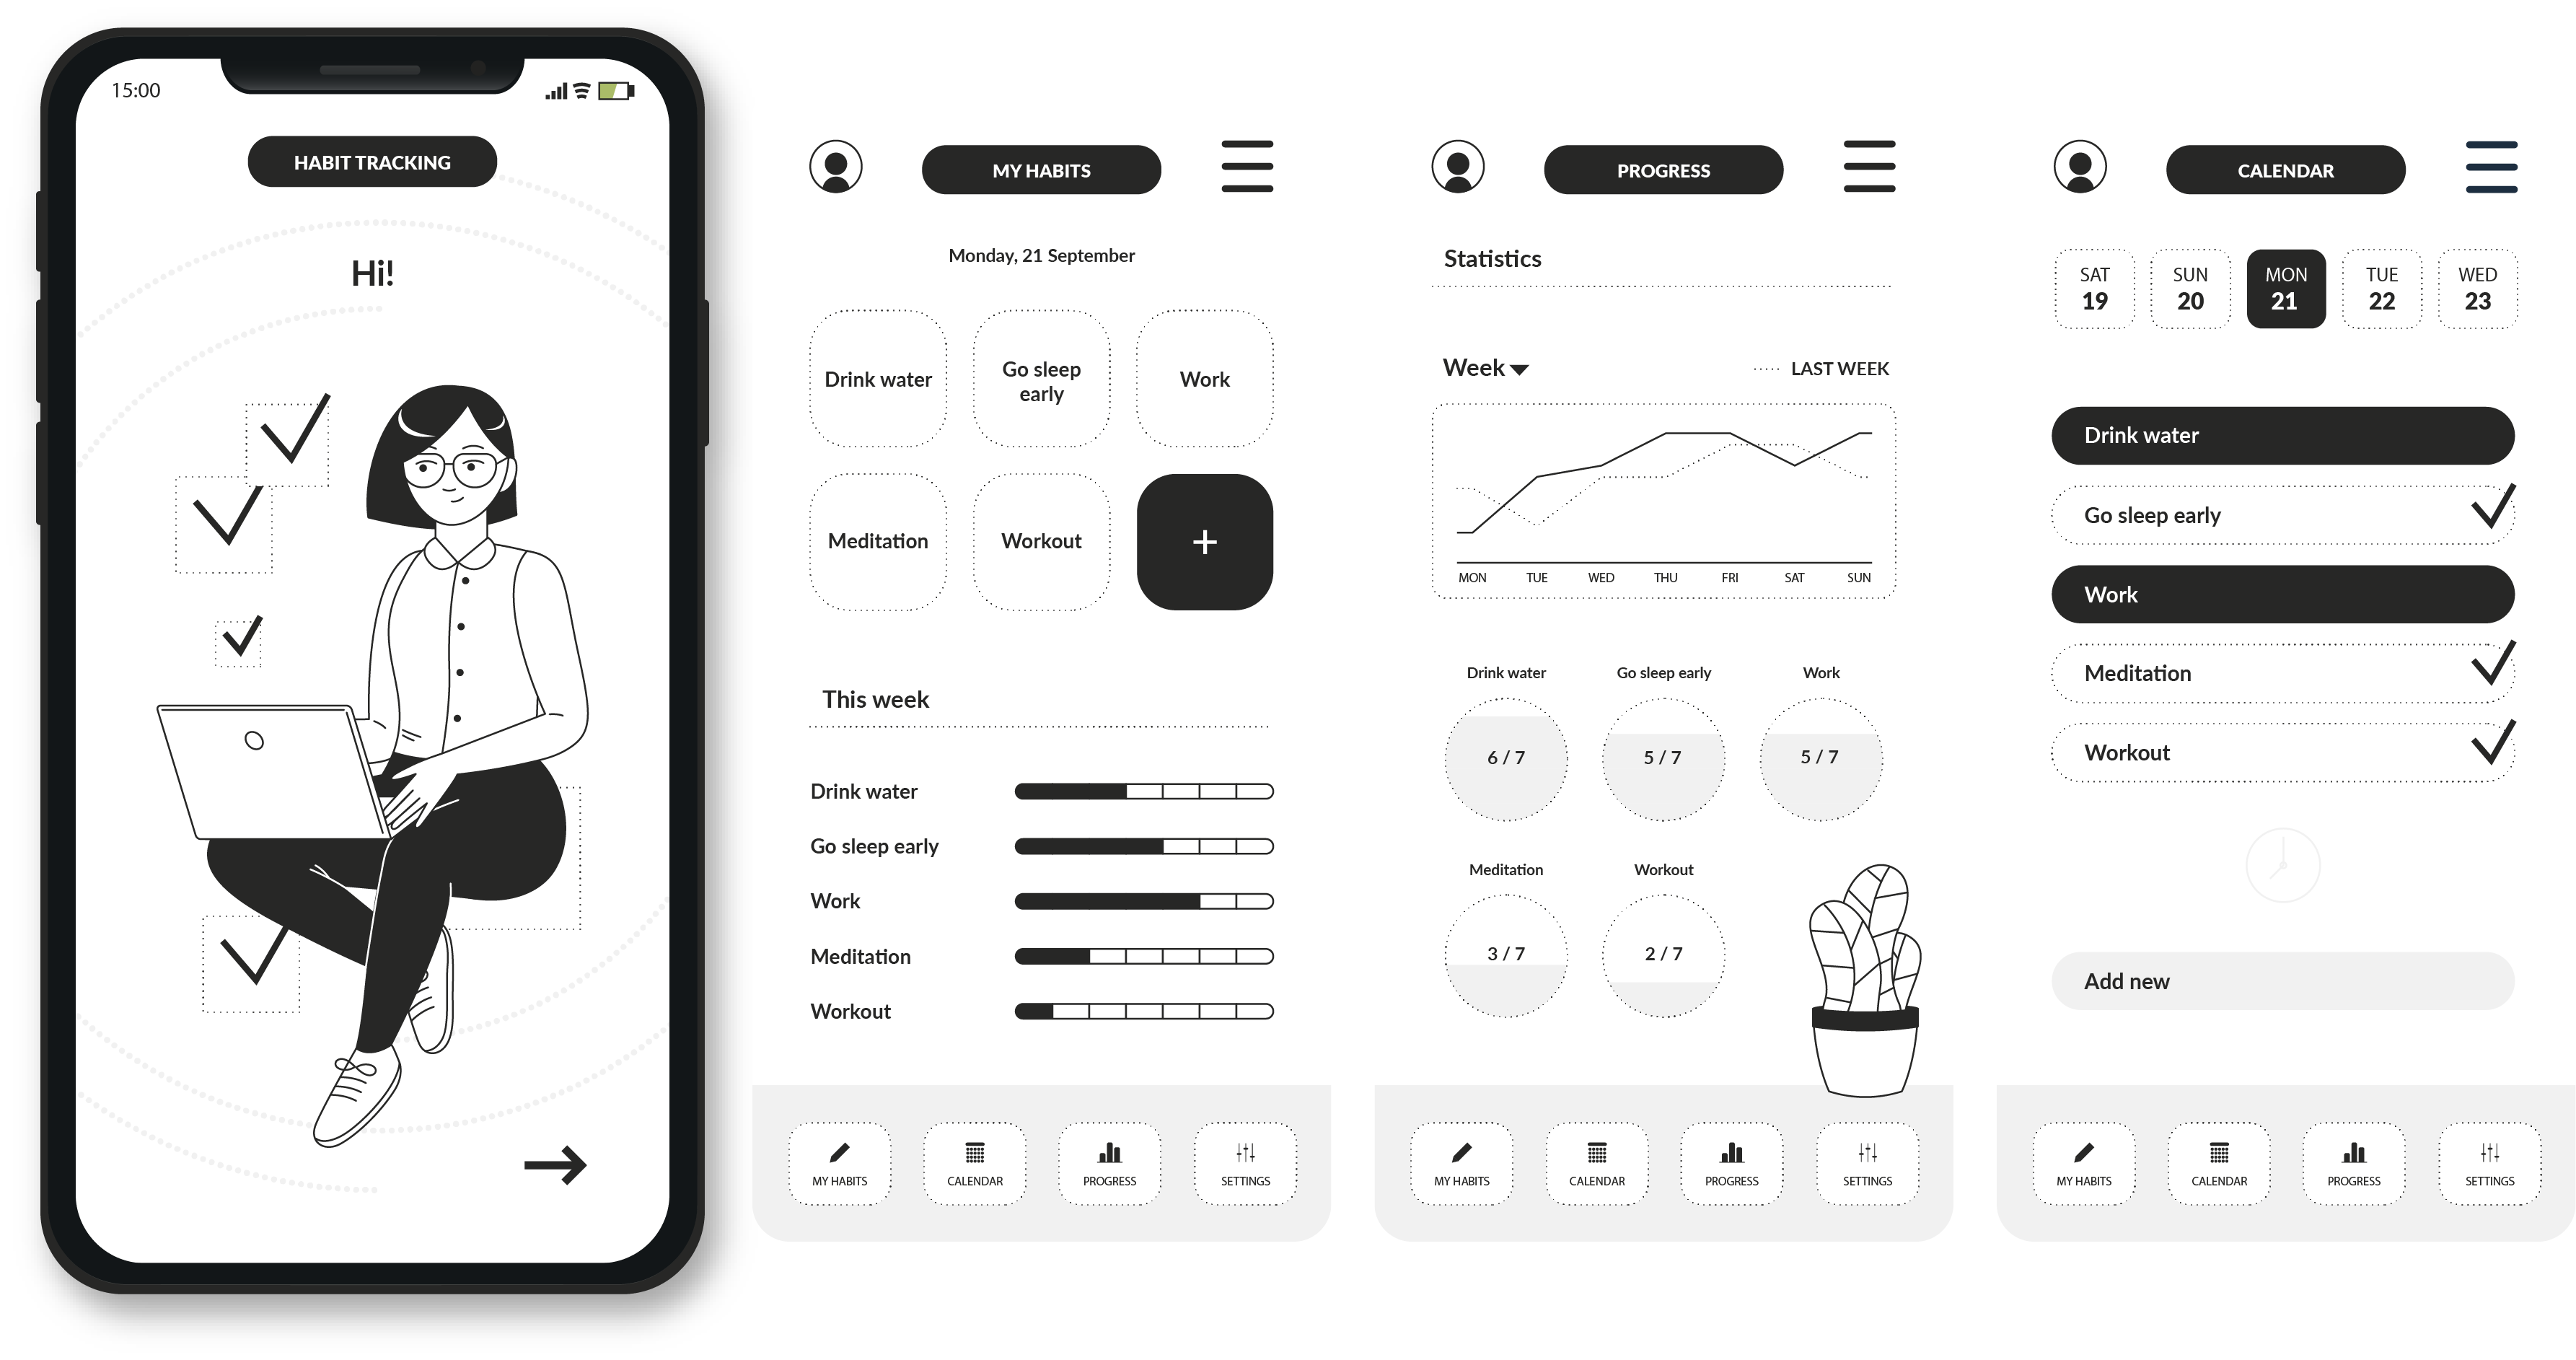 15:00
HABIT TRACKING
Hi!
MY HABITS
Monday, 21 September
Drink water
Go sleep
early
Work
Meditation
Workout
+
This week
Drink water
Go sleep early
Work
Meditation
Workout
MY HABITS
CALENDAR
PROGRESS
SETTINGS
PROGRESS
Statistics
Week
LAST WEEK
MON TUE WED THU FRI SAT SUN
Drink water
Go sleep early
Work
6 / 7
5 / 7
5 / 7
Meditation
Workout
3 / 7
2 / 7
MY HABITS
CALENDAR
PROGRESS
SETTINGS
CALENDAR
SAT
19
SUN
20
MON
21
TUE
22
WED
23
Drink water
Go sleep early
Work
Meditation
Workout
Add new
MY HABITS
CALENDAR
PROGRESS
SETTINGS